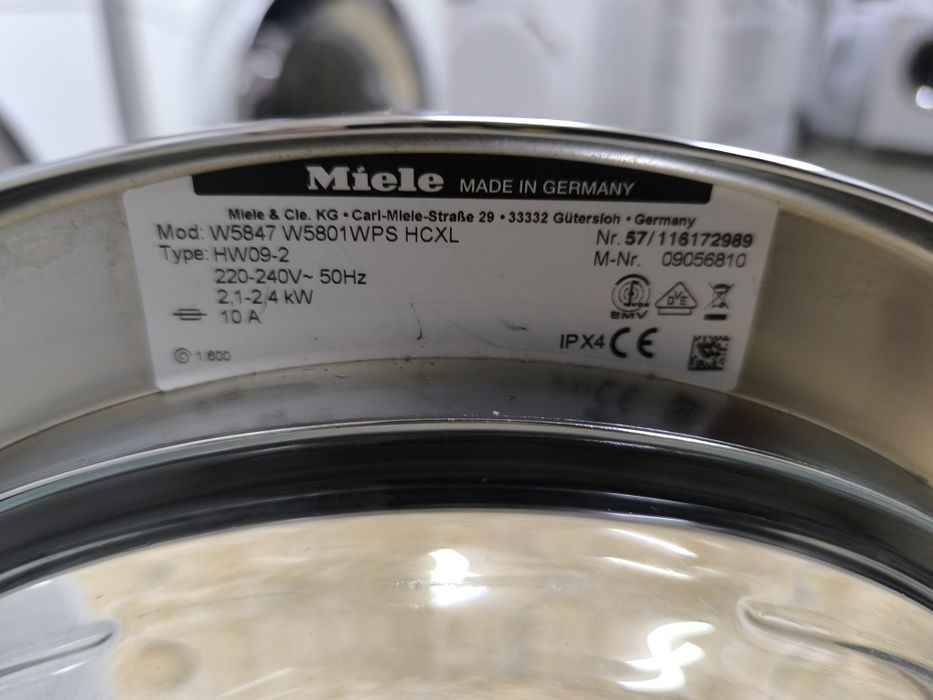 Miele MADE IN GERMANY
Miele & Cie. KG • Carl-Miele-Straße 29 • 33332 Gütersloh • Germany
Mod: W5847 W5801WPS HCXL
Nr. 57/116172989
Type: HW09-2
M-Nr. 09056810
220-240V~ 50Hz
2,1-2,4 kW
10 A
EMV
DVE
IPX4 CE
1600